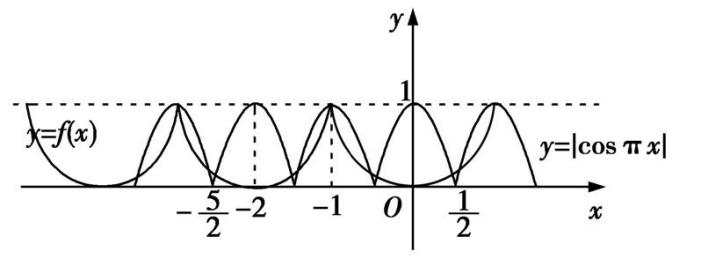 y
1
y=f(x)
y=|cos π x|
-5/2 -2 -1 O 1/2 x